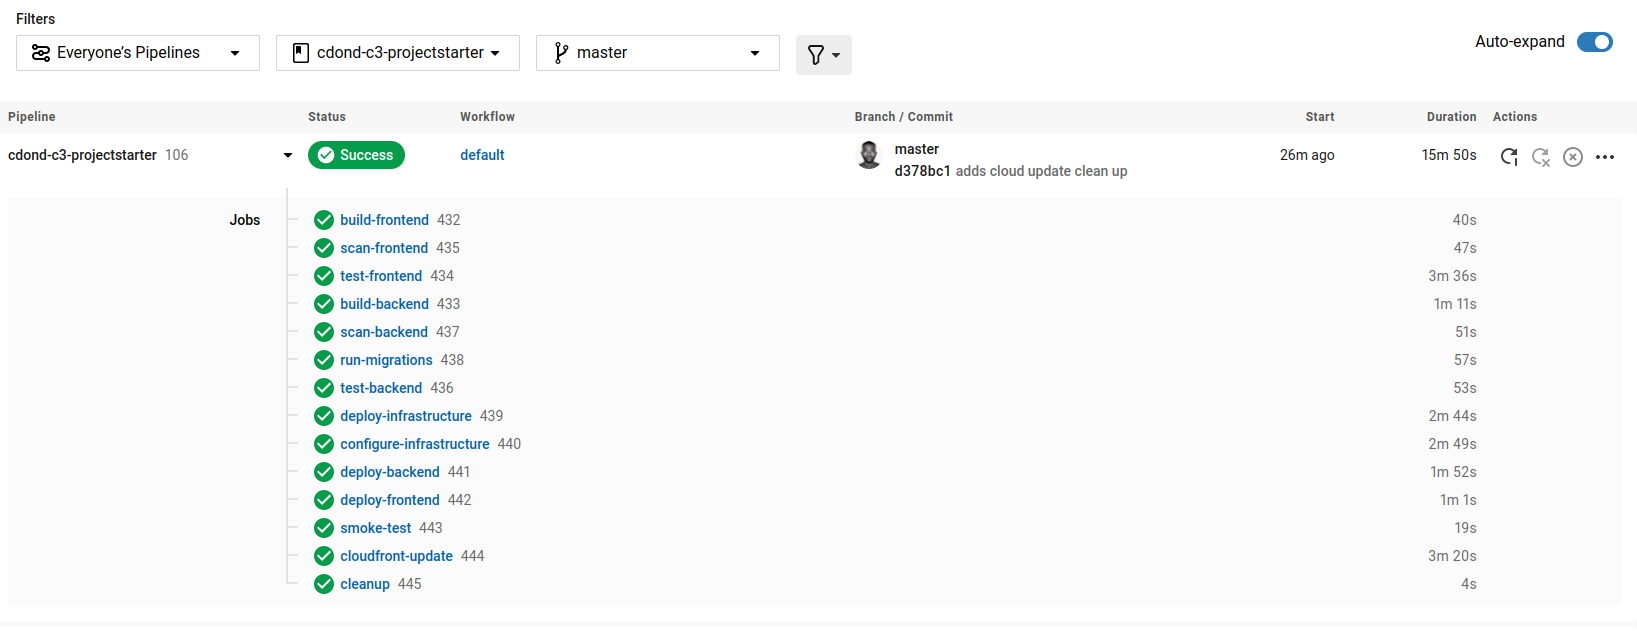 Filters
Everyone's Pipelines cdond-c3-projectstarter master Auto-expand
Pipeline Status Workflow Branch / Commit Start Duration Actions
cdond-c3-projectstarter 106 Success default master 26m ago 15m 50s
d378bc1 adds cloud update clean up
Jobs build-frontend 432 40s
scan-frontend 435 47s
test-frontend 434 3m 36s
build-backend 433 1m 11s
scan-backend 437 51s
run-migrations 438 57s
test-backend 436 53s
deploy-infrastructure 439 2m 44s
configure-infrastructure 440 2m 49s
deploy-backend 441 1m 52s
deploy-frontend 442 1m 1s
smoke-test 443 19s
cloudfront-update 444 3m 20s
cleanup 445 4s